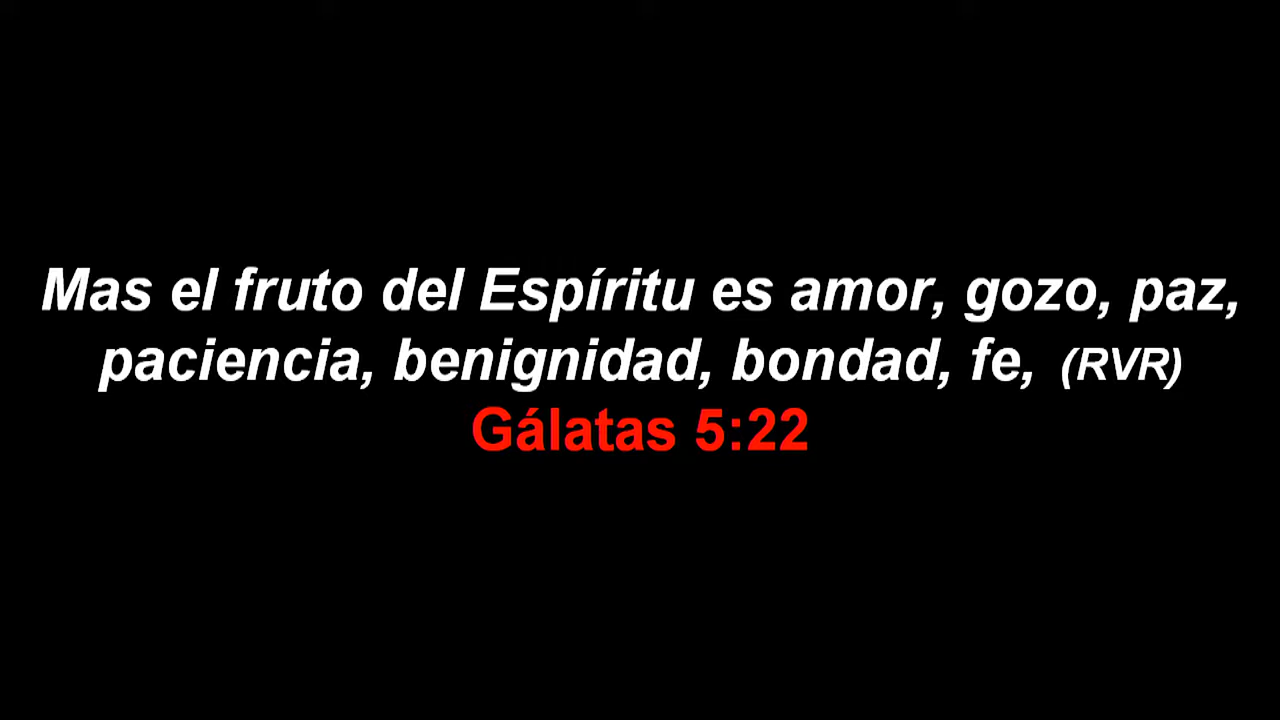 Mas el fruto del Espíritu es amor, gozo, paz,
paciencia, benignidad, bondad, fe, (RVR)
Gálatas 5:22